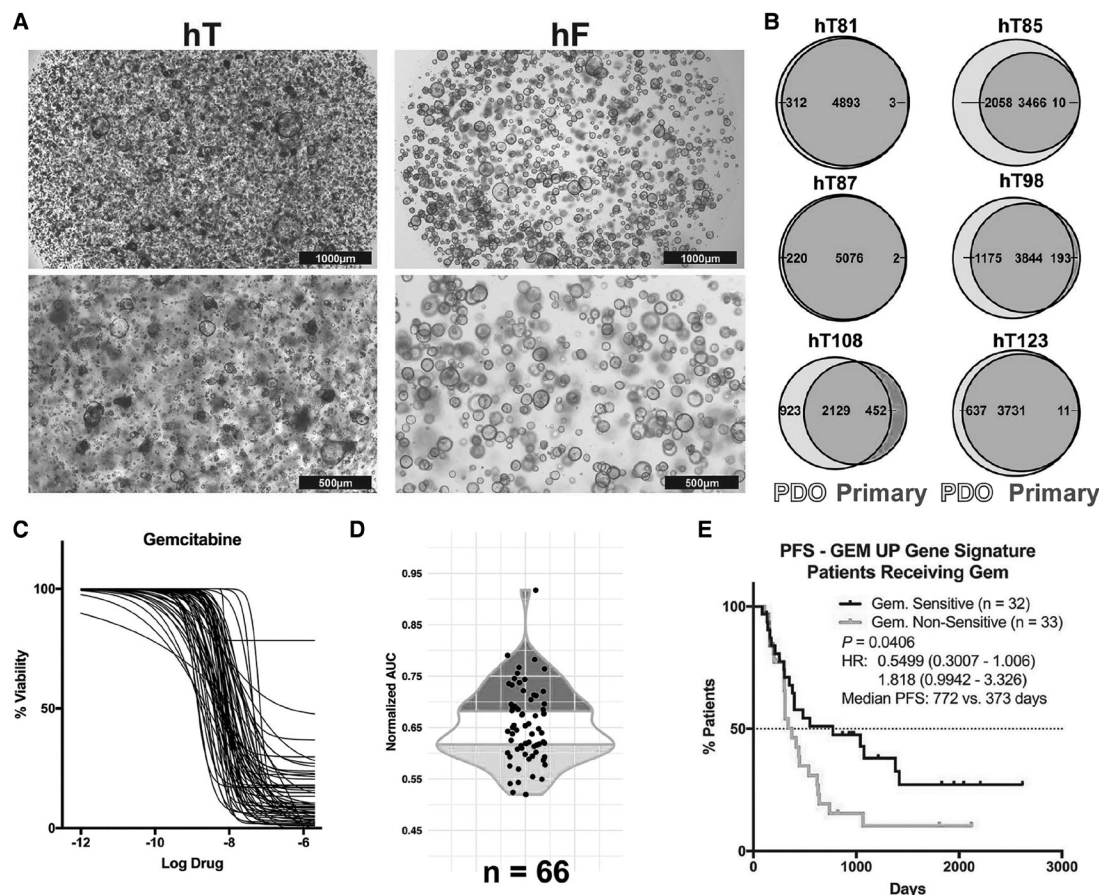 A
hT
hF
1000µm
1000µm
500µm
500µm
B
hT81
312 4893 3
hT85
2058 3466 10
hT87
220 5076 2
hT98
1175 3844 193
hT108
923 2129 452
hT123
637 3731 11
PDO Primary PDO Primary
C
Gemcitabine
% Viability
100
50
0
-12 -10 -8 -6
Log Drug
D
Normalized AUC
0.95
0.85
0.75
0.65
0.55
0.45
n = 66
E
PFS - GEM UP Gene Signature
Patients Receiving Gem
Gem. Sensitive (n = 32)
Gem. Non-Sensitive (n = 33)
P = 0.0406
HR: 0.5499 (0.3007 - 1.006)
1.818 (0.9942 - 3.326)
Median PFS: 772 vs. 373 days
% Patients
100
50
0
0 1000 2000 3000
Days